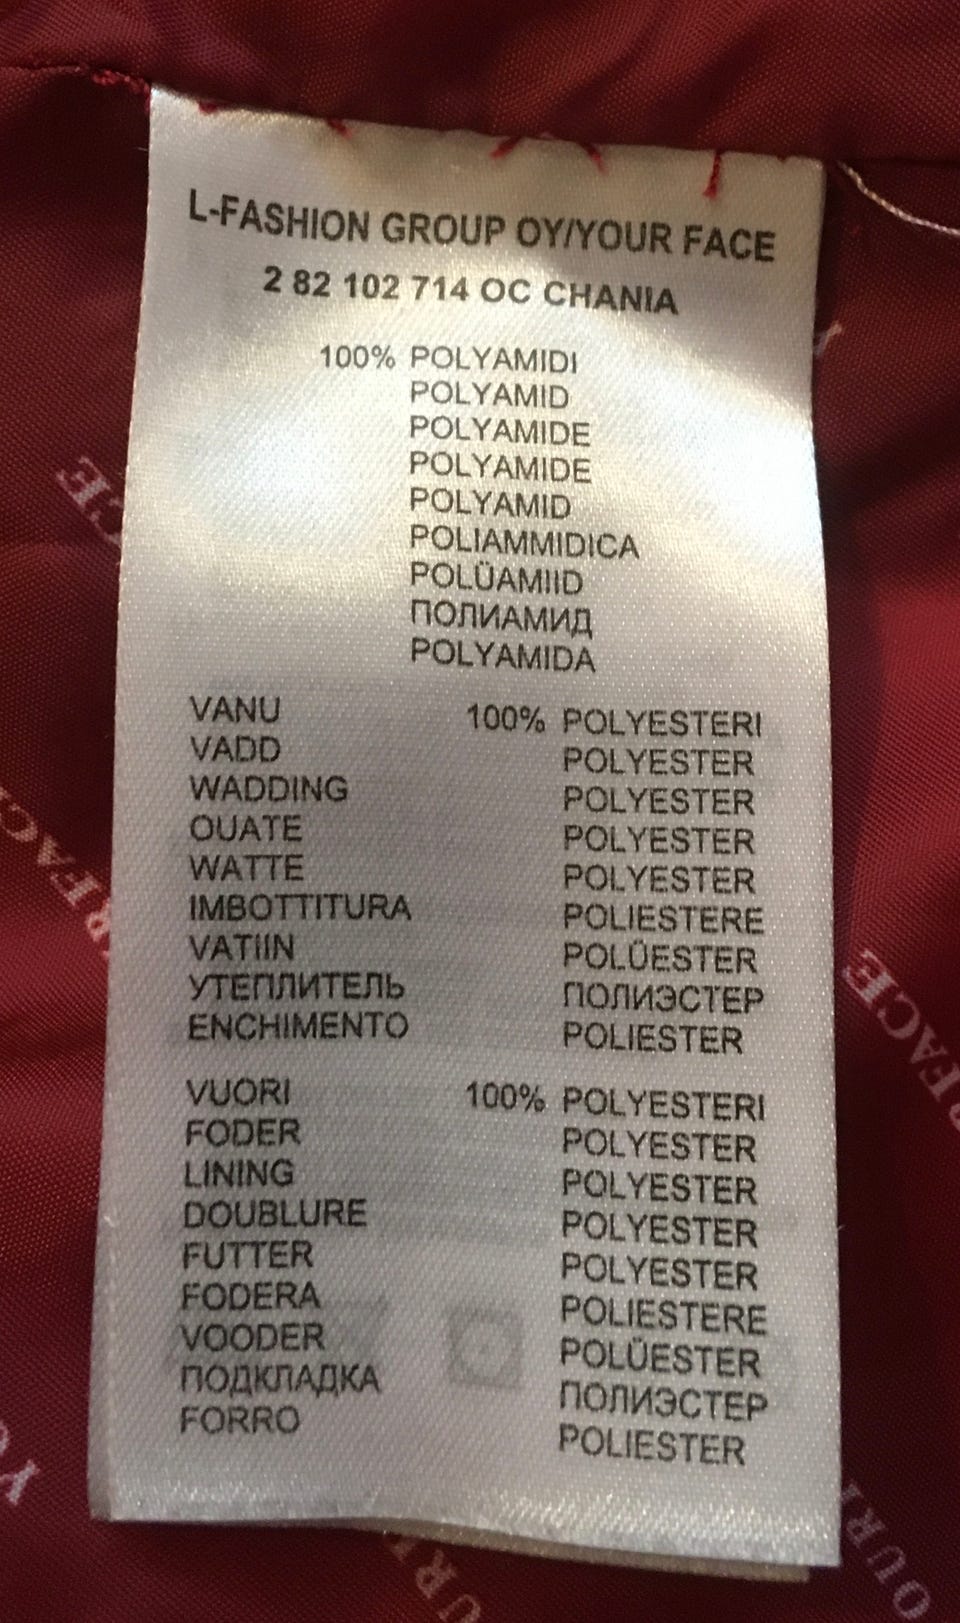 L-FASHION GROUP OY/YOUR FACE
2 82 102 714 OC CHANIA
100% POLYAMIDI
POLYAMID
POLYAMIDE
POLYAMIDE
POLYAMID
POLIAMMIDICA
POLÜAMIID
ПОЛИАМИД
POLYAMIDA
VANU 100% POLYESTERI
VADD POLYESTER
WADDING POLYESTER
OUATE POLYESTER
WATTE POLYESTER
IMBOTTITURA POLIESTERE
VATIIN POLÜESTER
УТЕПЛИТЕЛЬ ПОЛИЭСТЕР
ENCHIMENTO POLIESTER
VUORI 100% POLYESTERI
FODER POLYESTER
LINING POLYESTER
DOUBLURE POLYESTER
FUTTER POLYESTER
FODERA POLIESTERE
VOODER POLÜESTER
ПОДКЛАДКА ПОЛИЭСТЕР
FORRO POLIESTER